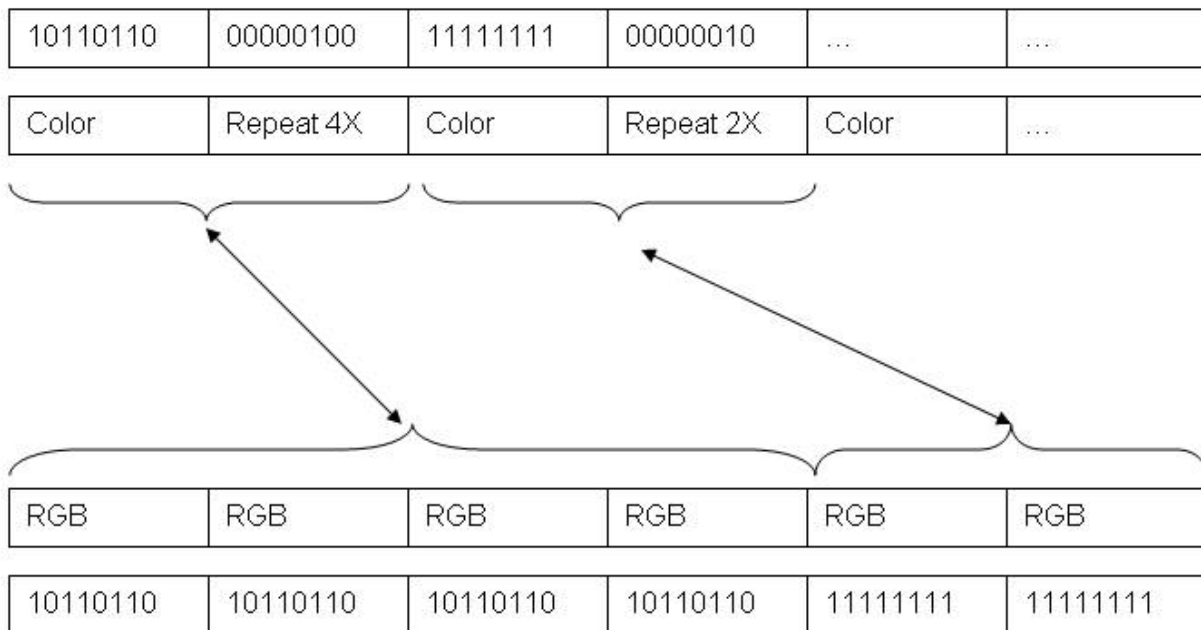 10110110 00000100 11111111 00000010 ... ...
Color Repeat 4X Color Repeat 2X Color ...
RGB RGB RGB RGB RGB RGB
10110110 10110110 10110110 10110110 11111111 11111111